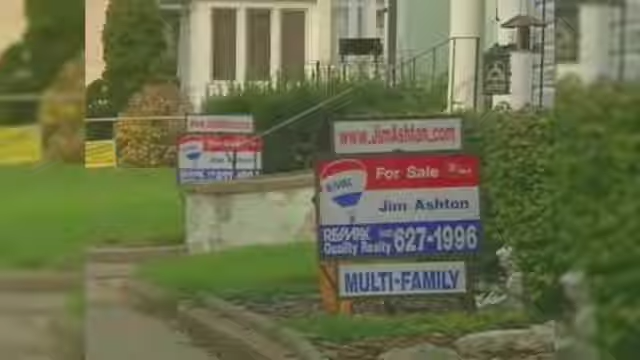 www.JimAshton.com
For Sale
RE/MAX
Jim Ashton
RE/MAX
Quality Realty 627-1996
MULTI-FAMILY